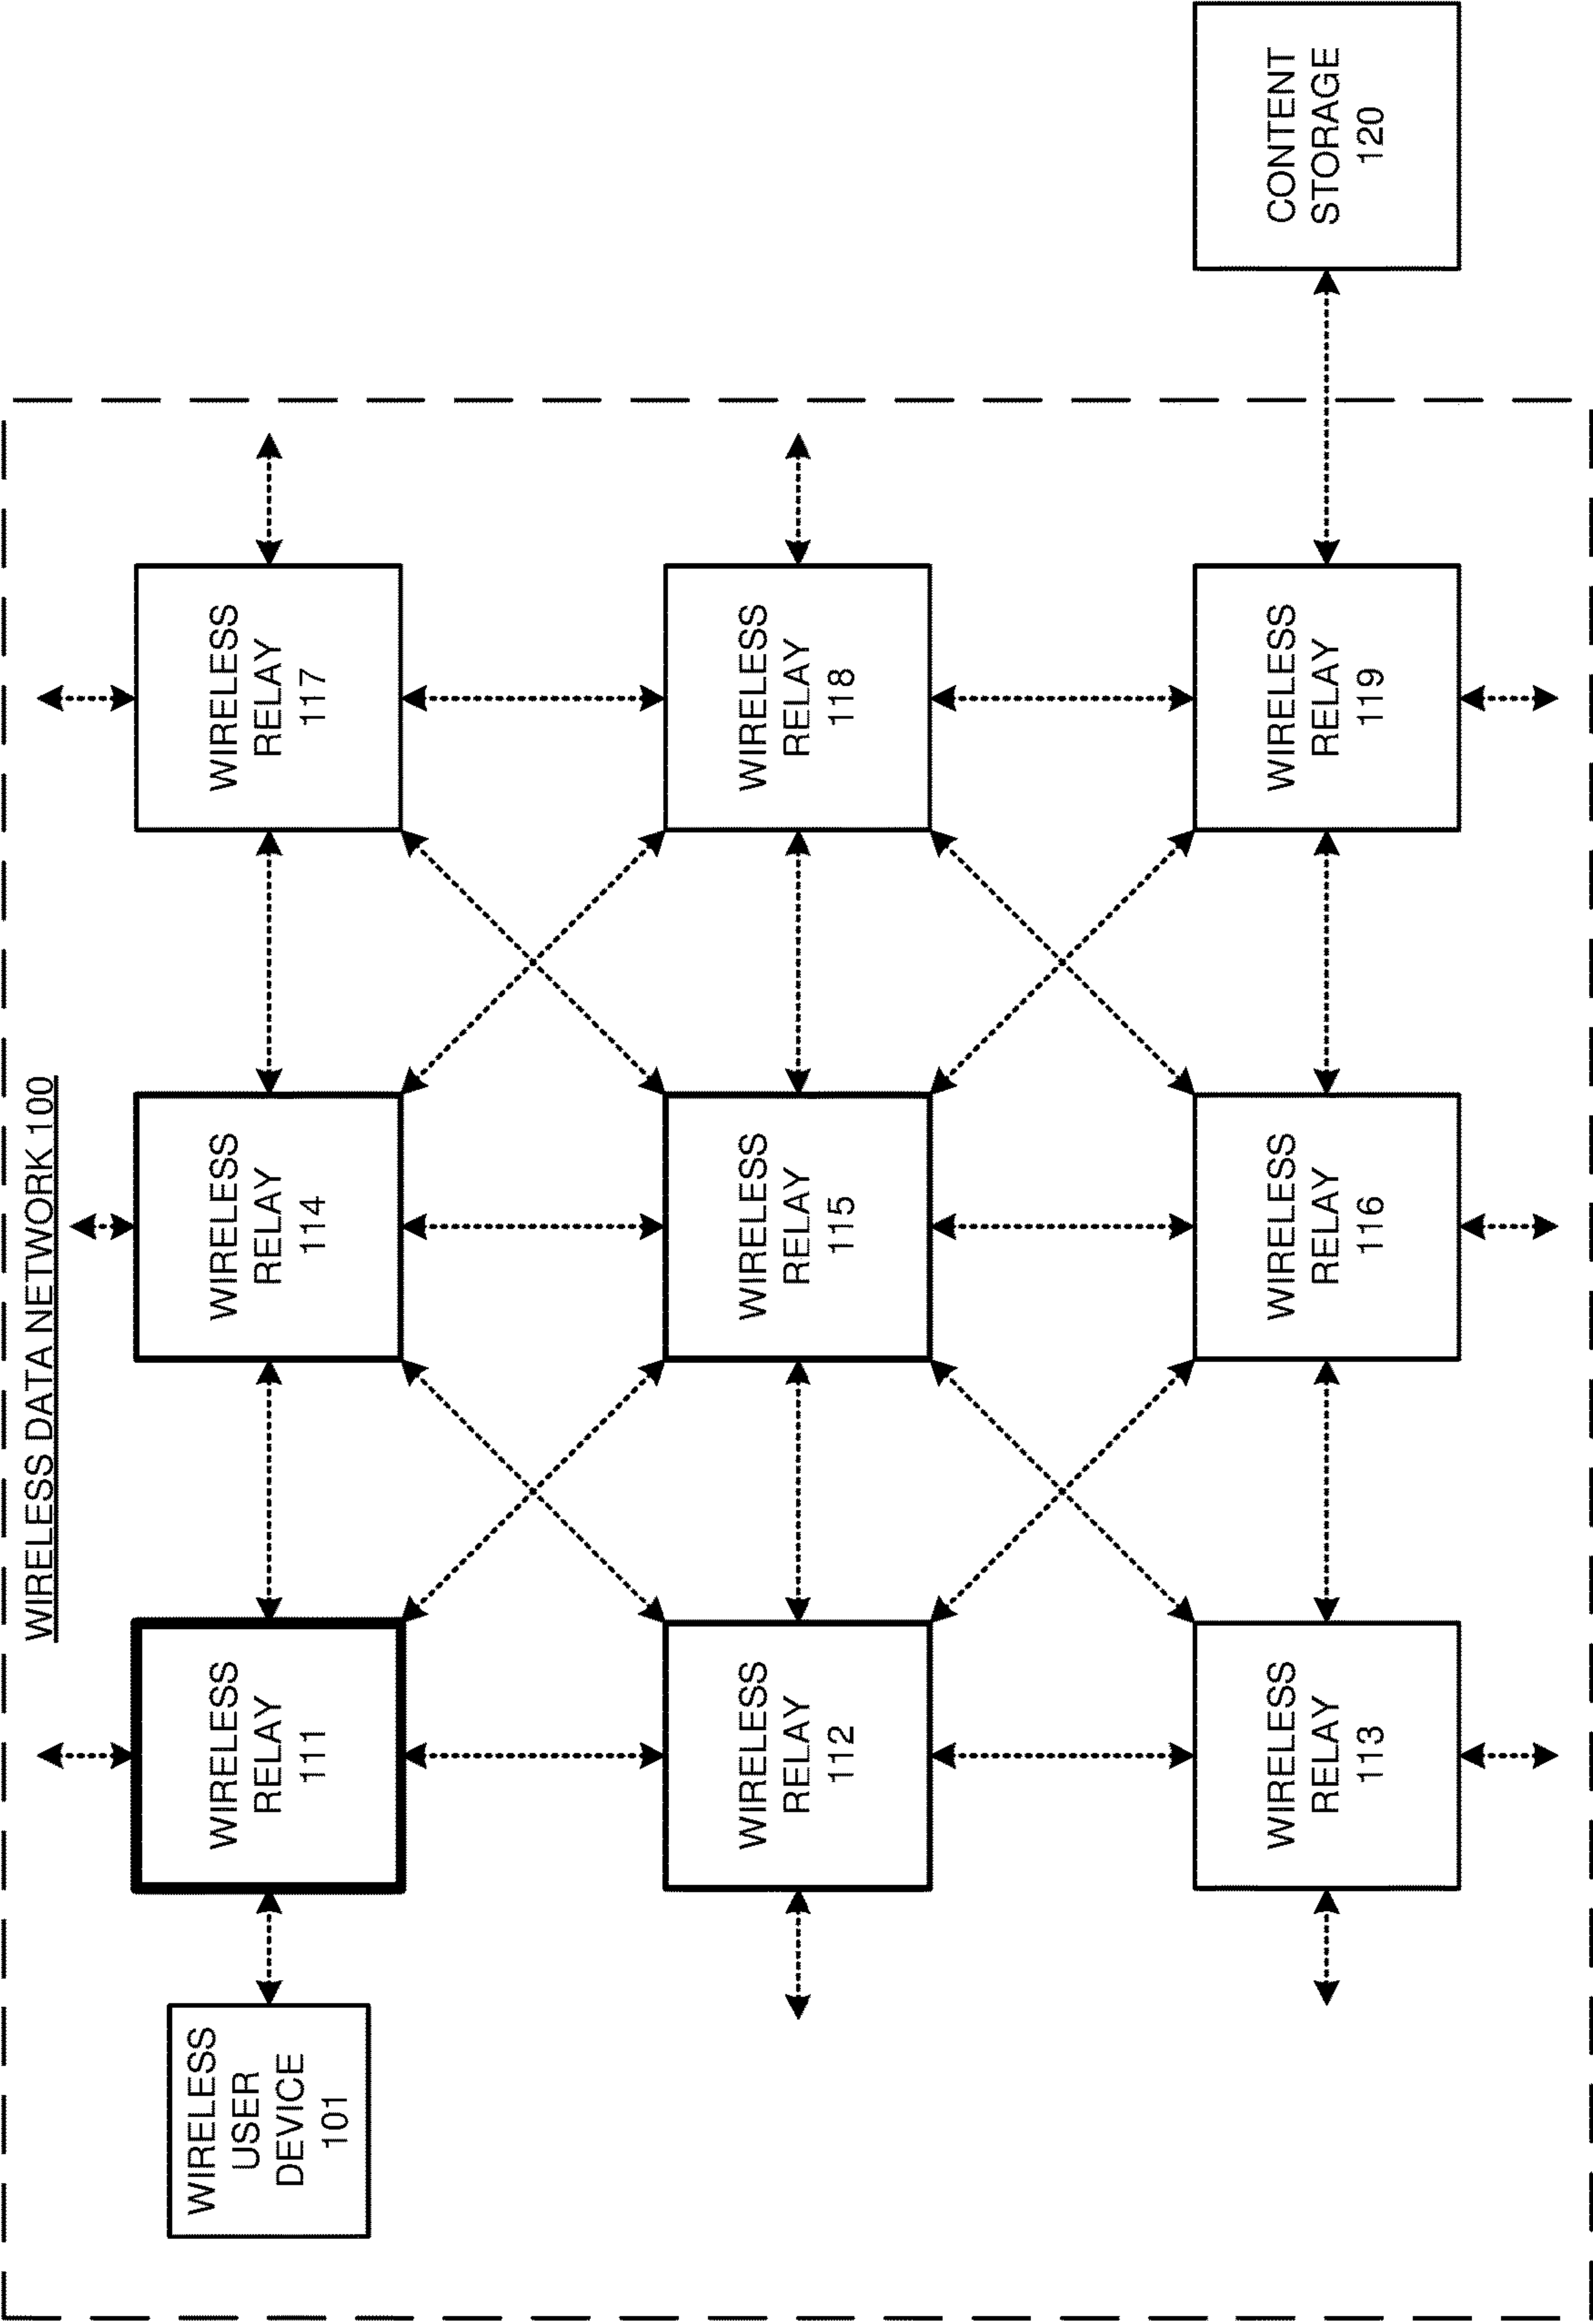 WIRELESS DATA NETWORK 100
WIRELESS
USER
DEVICE
101
WIRELESS
RELAY
111
WIRELESS
RELAY
114
WIRELESS
RELAY
117
WIRELESS
RELAY
112
WIRELESS
RELAY
115
WIRELESS
RELAY
118
WIRELESS
RELAY
113
WIRELESS
RELAY
116
WIRELESS
RELAY
119
CONTENT
STORAGE
120